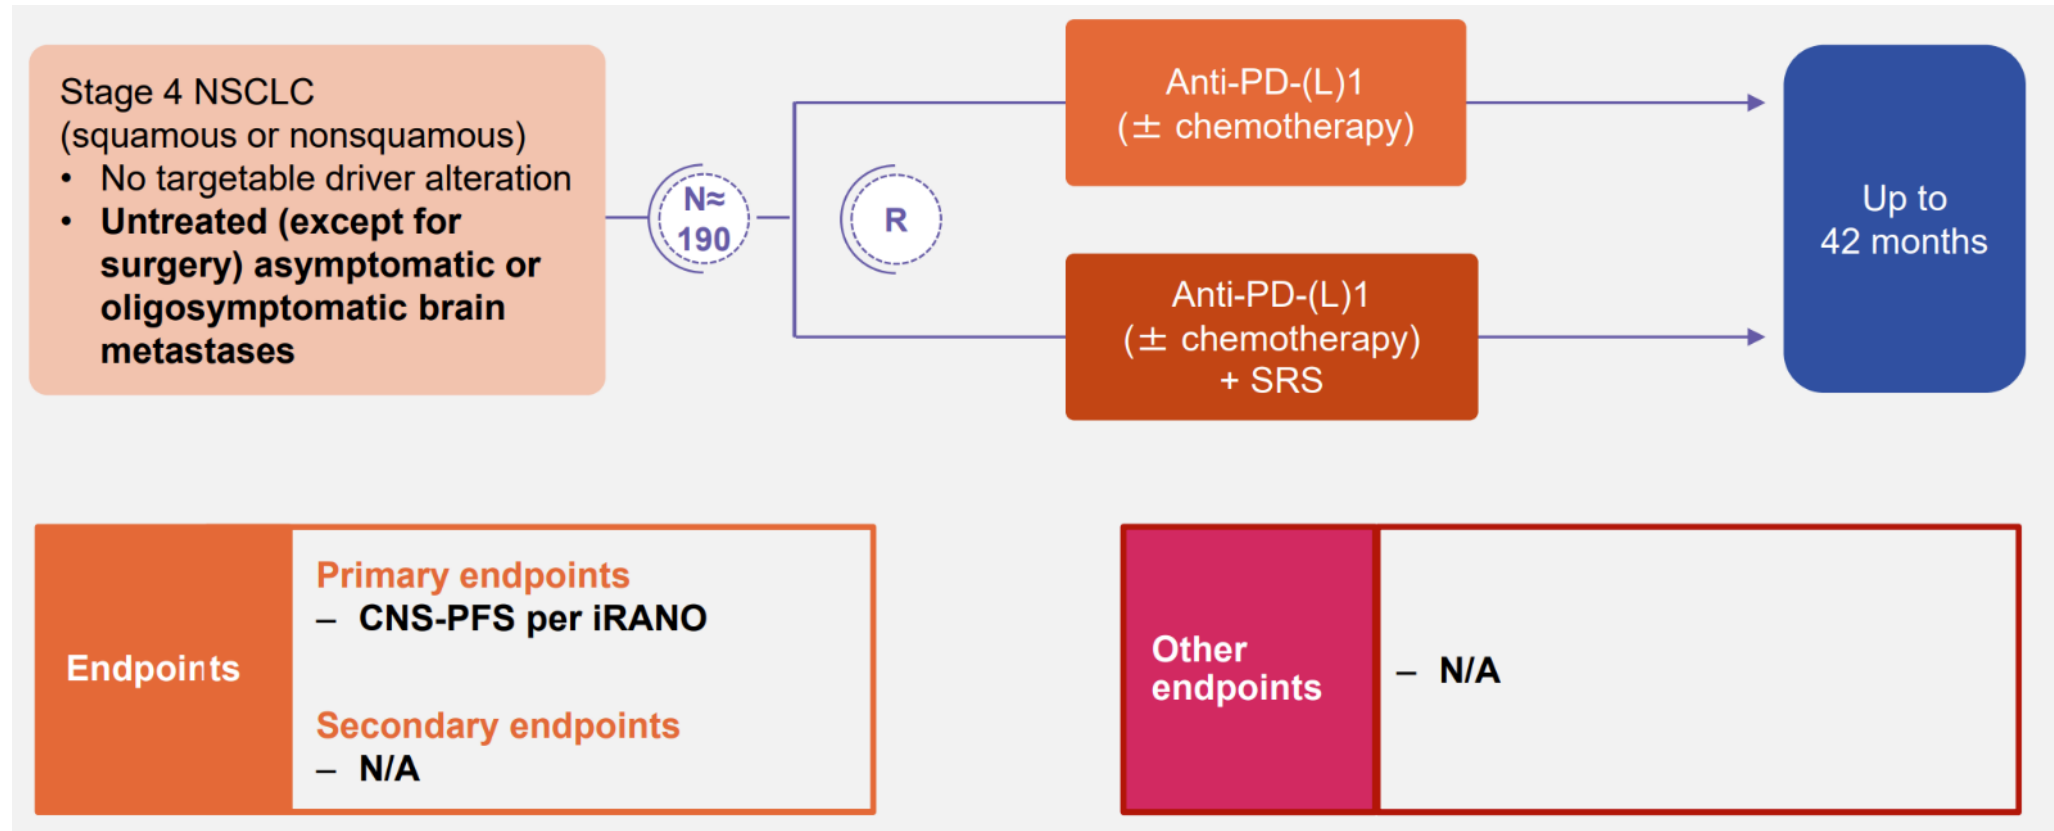 Stage 4 NSCLC
(squamous or nonsquamous)
• No targetable driver alteration
• Untreated (except for
surgery) asymptomatic or
oligosymptomatic brain
metastases
N≈
190
R
Anti-PD-(L)1
(± chemotherapy)
Anti-PD-(L)1
(± chemotherapy)
+ SRS
Up to
42 months
Endpoints
Primary endpoints
– CNS-PFS per iRANO
Secondary endpoints
– N/A
Other
endpoints
– N/A